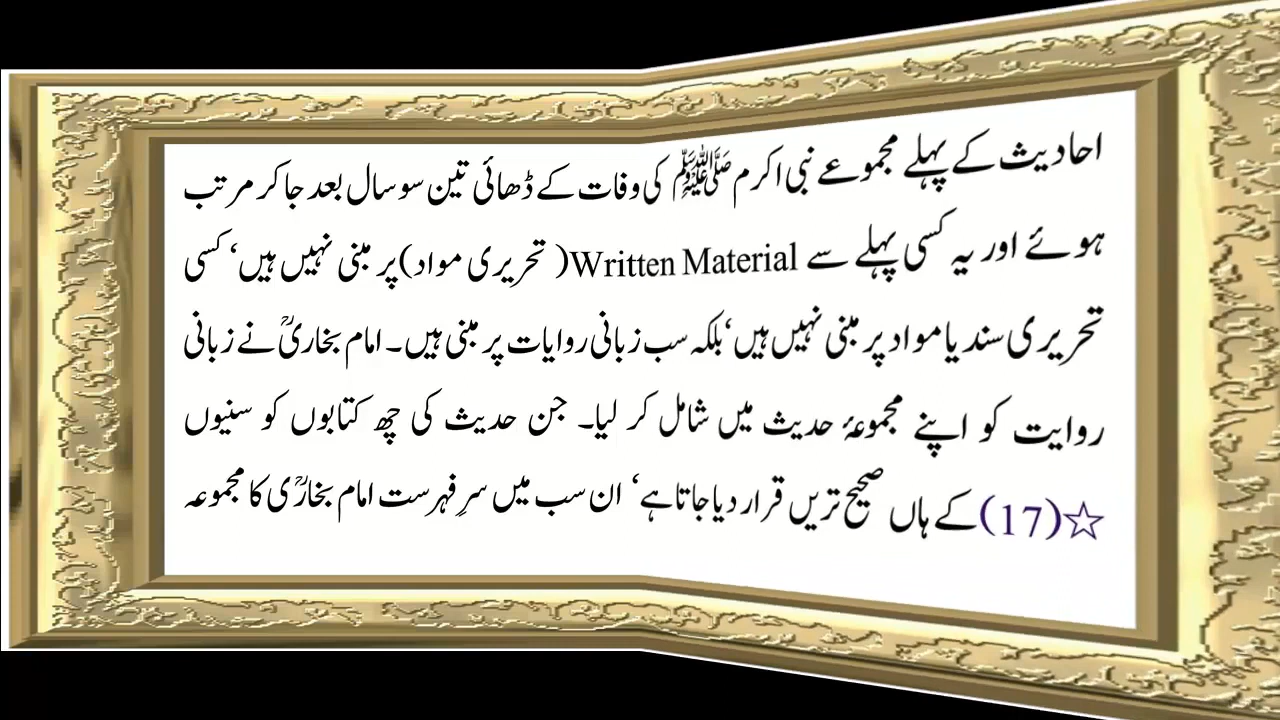 احادیث کے پہلے مجموعے نبی اکرم ﷺ کی وفات کے ڈھائی تین سو سال بعد جا کر مرتب
ہوئے اور یہ کسی پہلے سے Written Material (تحریری مواد) پر مبنی نہیں ہیں‘ کسی
تحریری سند یا مواد پر مبنی نہیں ہیں‘ بلکہ سب زبانی روایات پر مبنی ہیں۔ امام بخاریؒ نے زبانی
روایت کو اپنے مجموعۂ حدیث میں شامل کر لیا۔ جن حدیث کی چھ کتابوں کو سنیوں
☆(17) کے ہاں صحیح ترین قرار دیا جاتا ہے‘ ان سب میں سرِ فہرست امام بخاریؒ کا مجموعہ